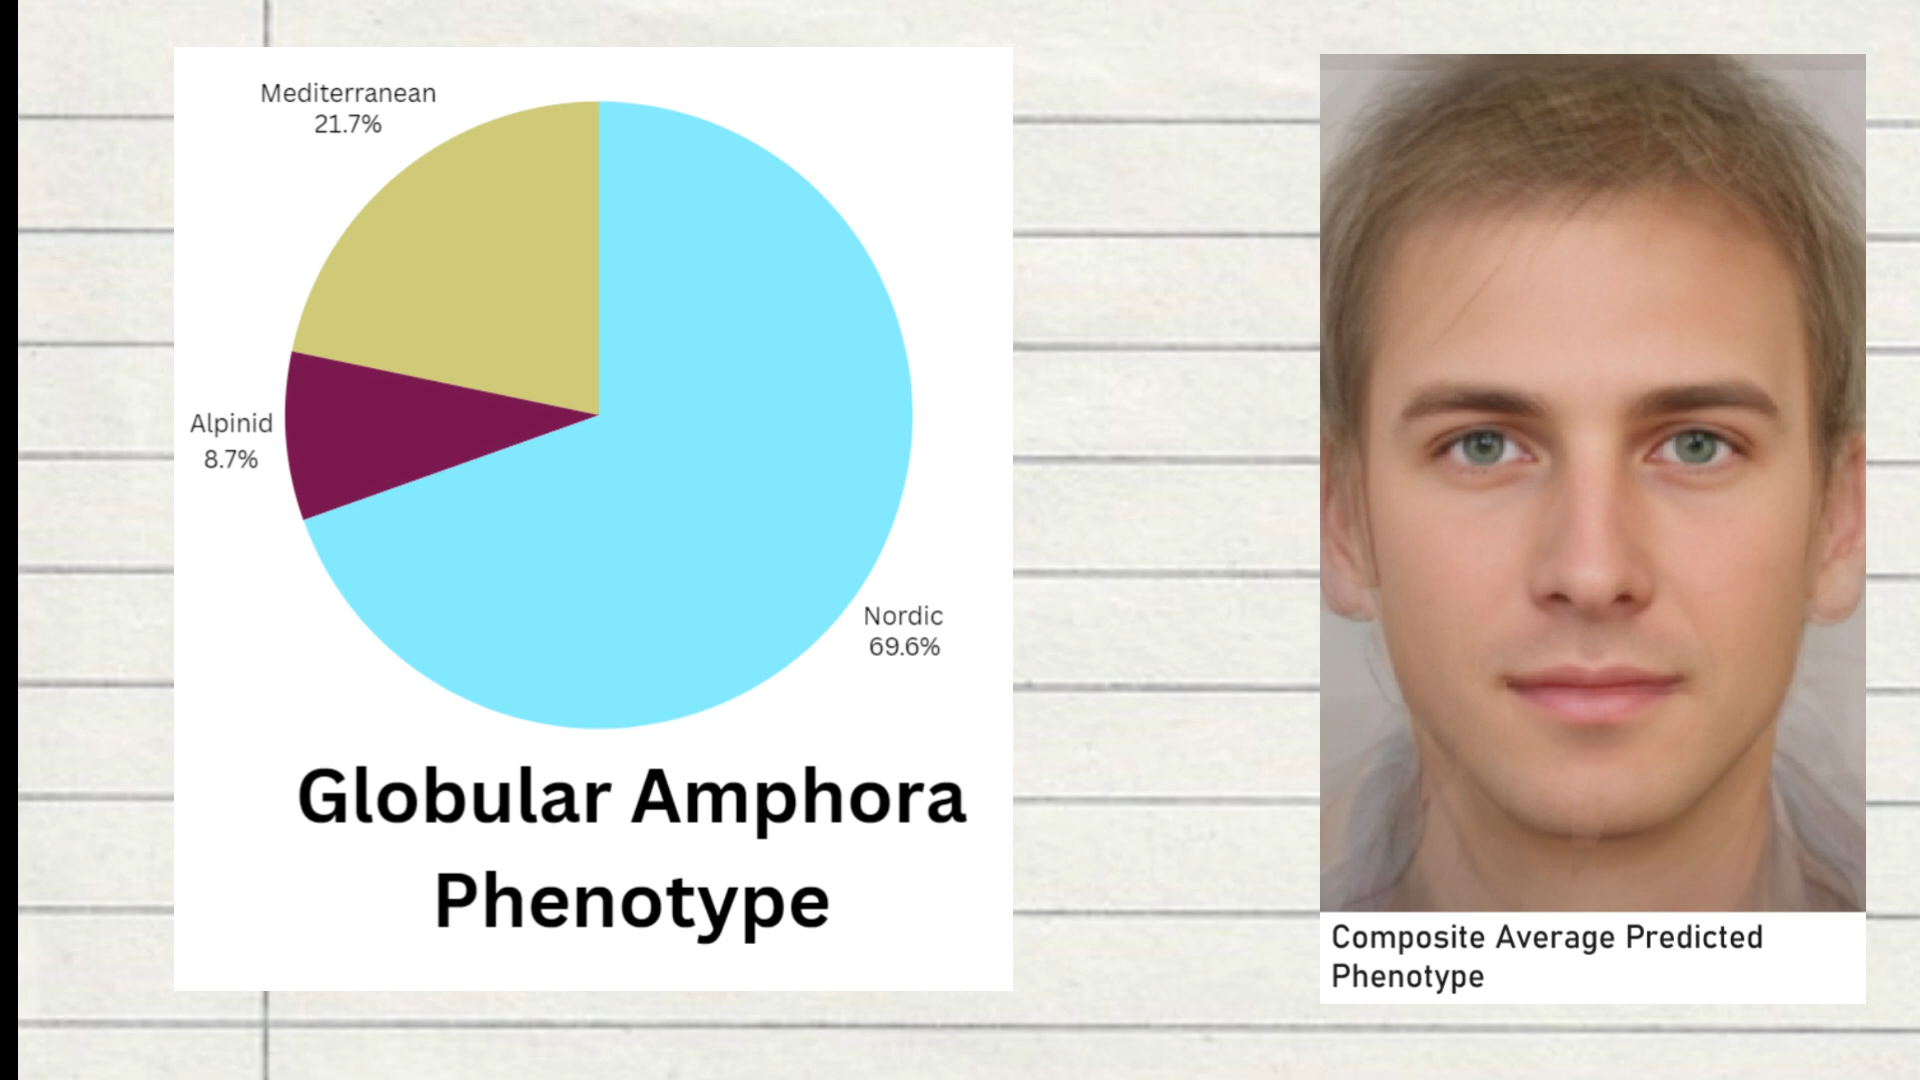 Mediterranean
21.7%
Alpinid
8.7%
Nordic
69.6%
Globular Amphora
Phenotype
Composite Average Predicted
Phenotype